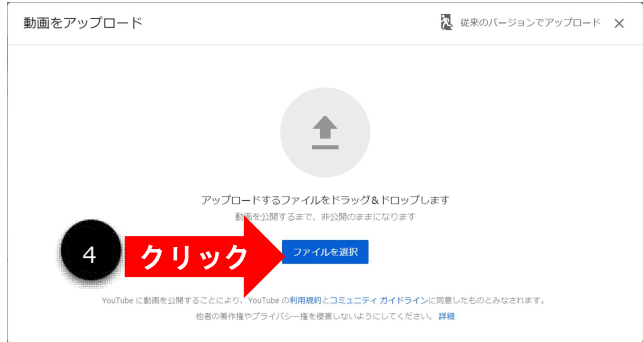 動画をアップロード
従来のバージョンでアップロード
アップロードするファイルをドラッグ&ドロップします
動画を公開するまで、非公開のままになります
4
クリック
ファイルを選択
YouTube に動画を公開することにより、YouTube の利用規約とコミュニティ ガイドラインに同意したものとみなされます。
他者の著作権やプライバシー権を侵害しないようにしてください。 詳細